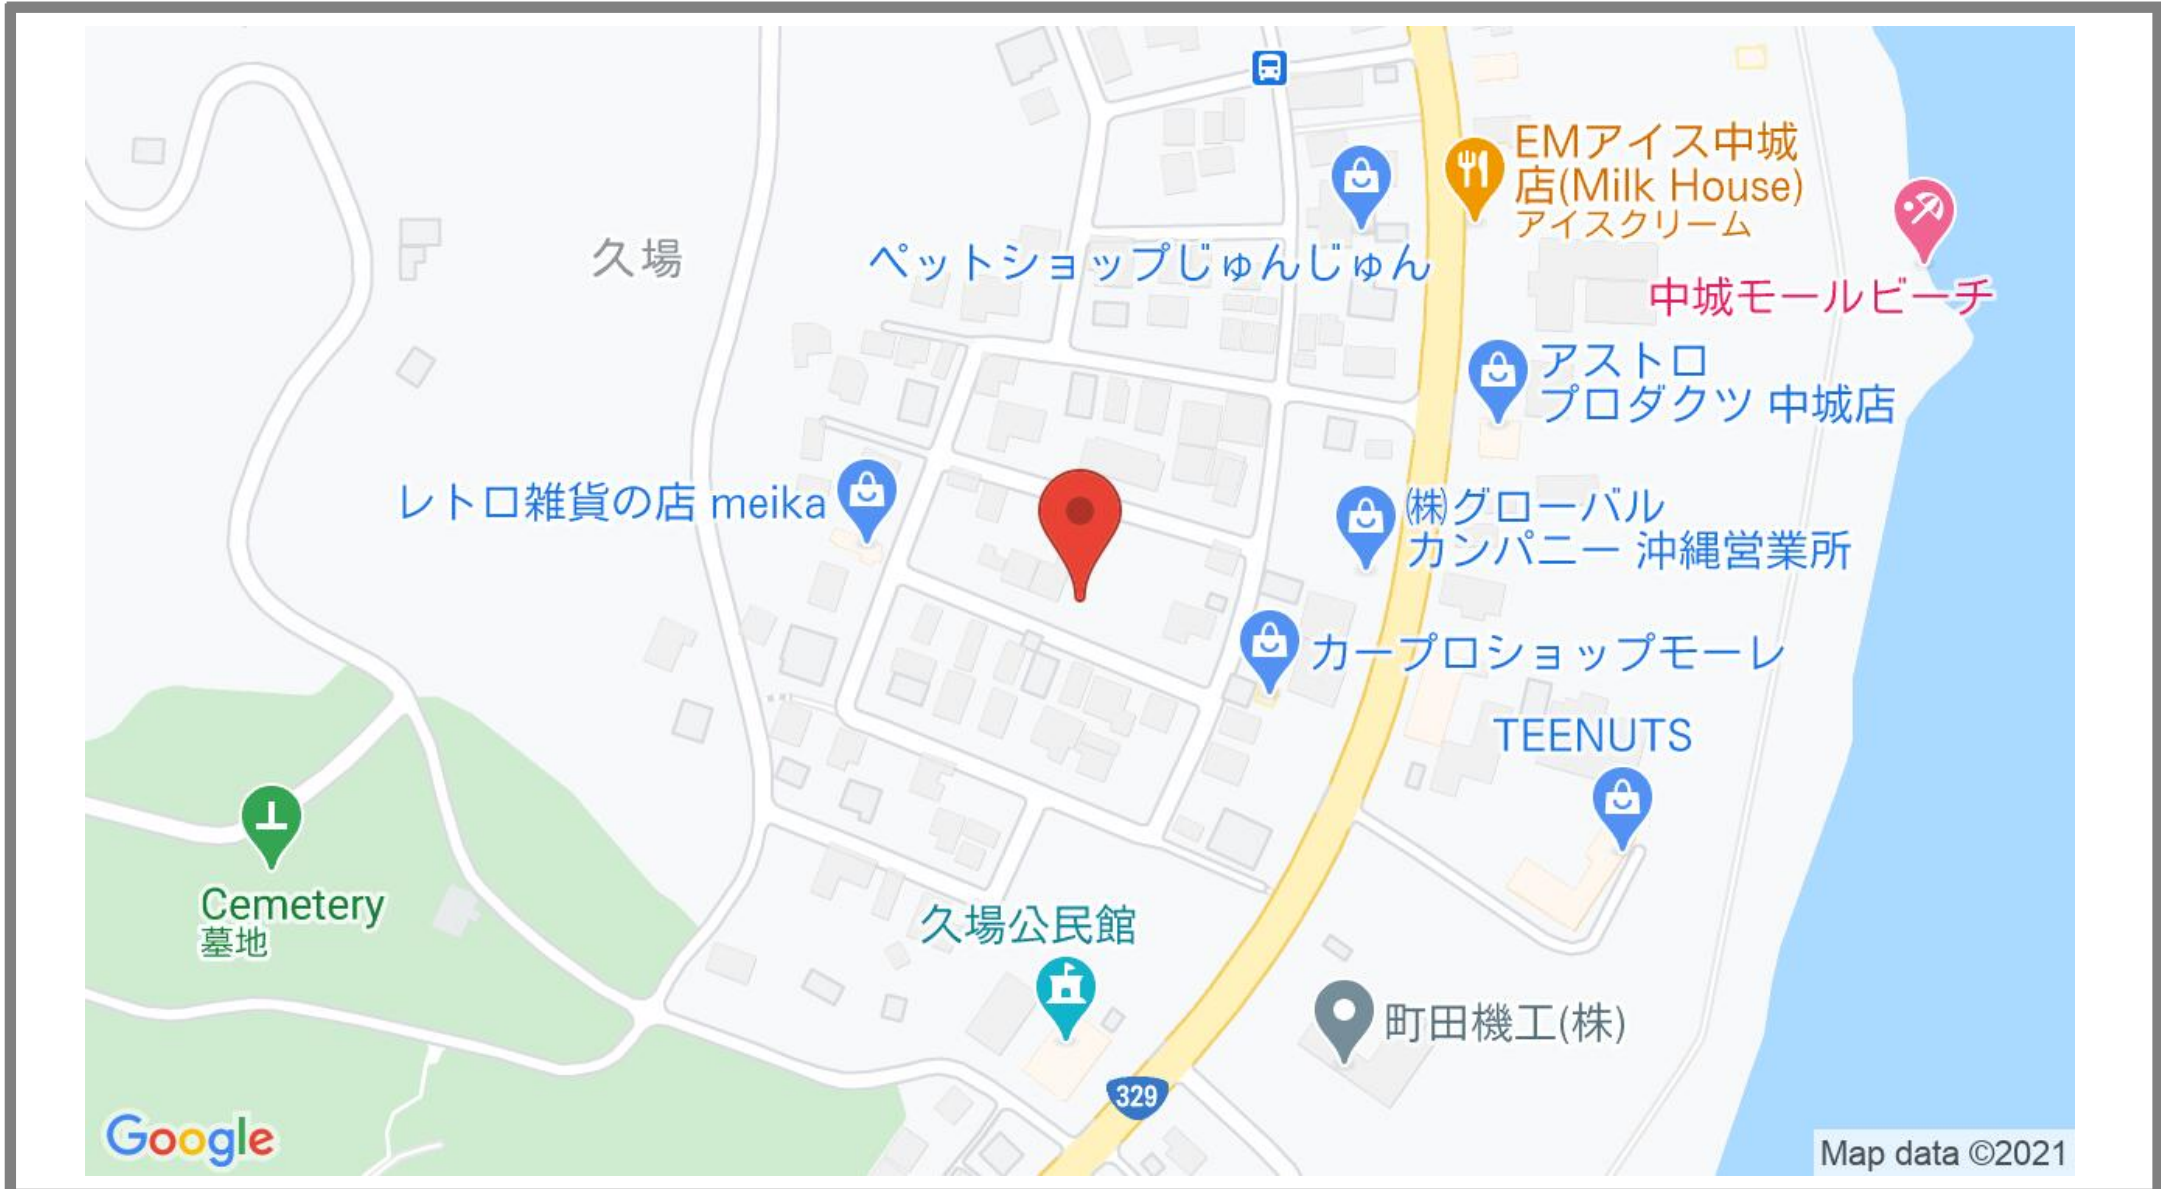 EMアイス中城
店(Milk House)
アイスクリーム
久場
ペットショップじゅんじゅん
中城モールビーチ
アストロ
プロダクツ 中城店
レトロ雑貨の店 meika
㈱グローバル
カンパニー 沖縄営業所
カープロショップモーレ
TEENUTS
Cemetery
墓地
久場公民館
町田機工(株)
329
Google
Map data ©2021